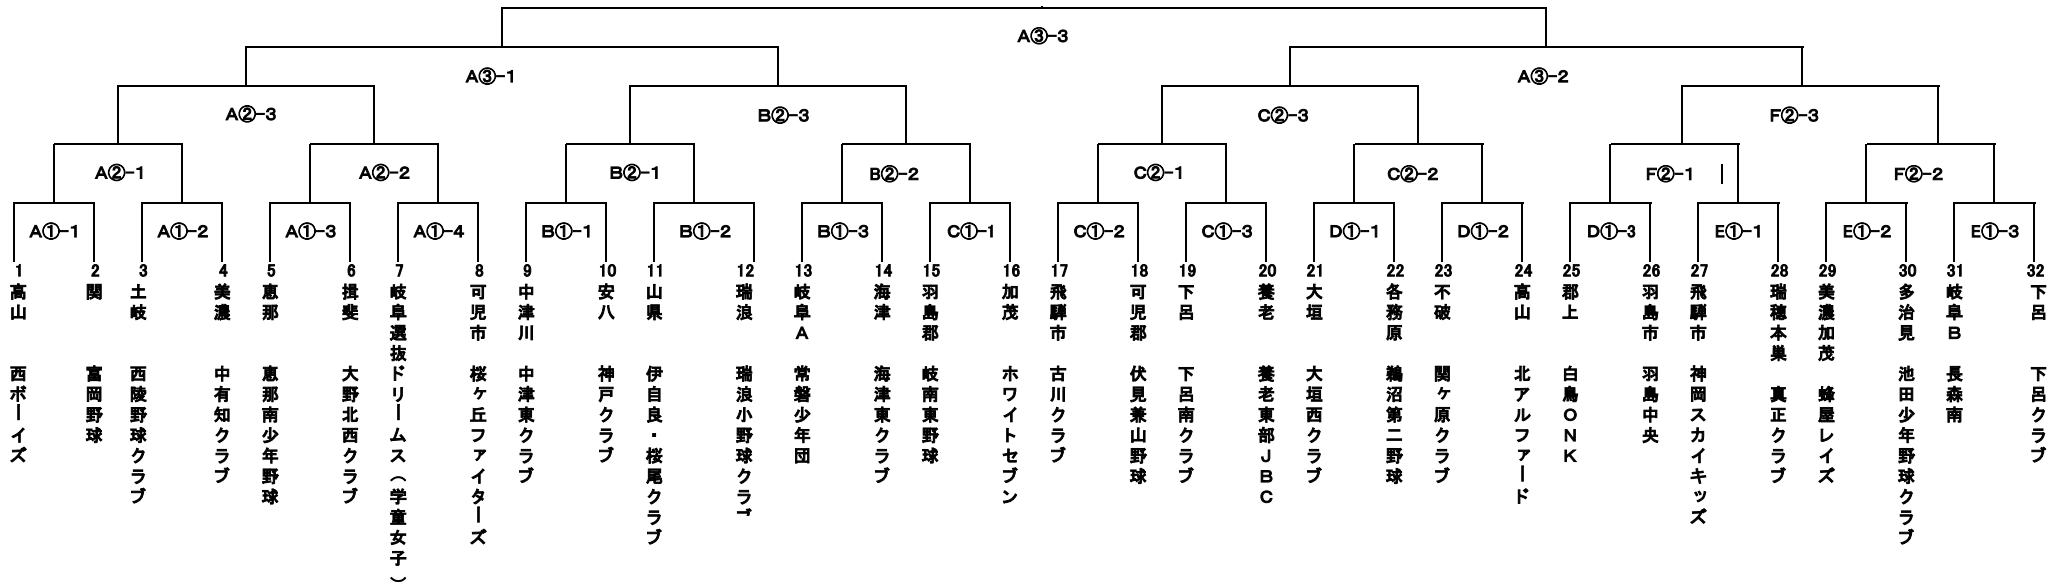 A③-3
A③-1
A③-2
A②-3
B②-3
C②-3
F②-3
A②-1
A②-2
B②-1
B②-2
C②-1
C②-2
F②-1
F②-2
A①-1
A①-2
A①-3
A①-4
B①-1
B①-2
B①-3
C①-1
C①-2
C①-3
D①-1
D①-2
D①-3
E①-1
E①-2
E①-3
1 高山 西ボーイズ
2 関 富岡野球
3 土岐 西陵野球クラブ
4 美濃 中有知クラブ
5 恵那 恵那南少年野球
6 揖斐 大野北西クラブ
7 岐阜選抜ドリームス（学童女子）
8 可児市 桜ヶ丘ファイターズ
9 中津川 中津東クラブ
10 安八 神戸クラブ
11 山県 伊自良・桜尾クラブ
12 瑞浪 瑞浪小野球クラブ
13 岐阜A 常磐少年団
14 海津 海津東クラブ
15 羽島郡 岐南東野球
16 加茂 ホワイトセブン
17 飛騨市 古川クラブ
18 可児郡 伏見兼山野球
19 下呂 下呂南クラブ
20 養老 養老東部JBC
21 大垣 大垣西クラブ
22 各務原 鵜沼第二野球
23 不破 関ケ原クラブ
24 高山 北アルファード
25 郡上 白鳥ONK
26 羽島市 羽島中央
27 飛騨市 神岡スカイキッズ
28 瑞穂本巣 真正クラブ
29 美濃加茂 蜂屋レイズ
30 多治見 池田少年野球クラブ
31 岐阜B 長森南
32 下呂 下呂クラブ